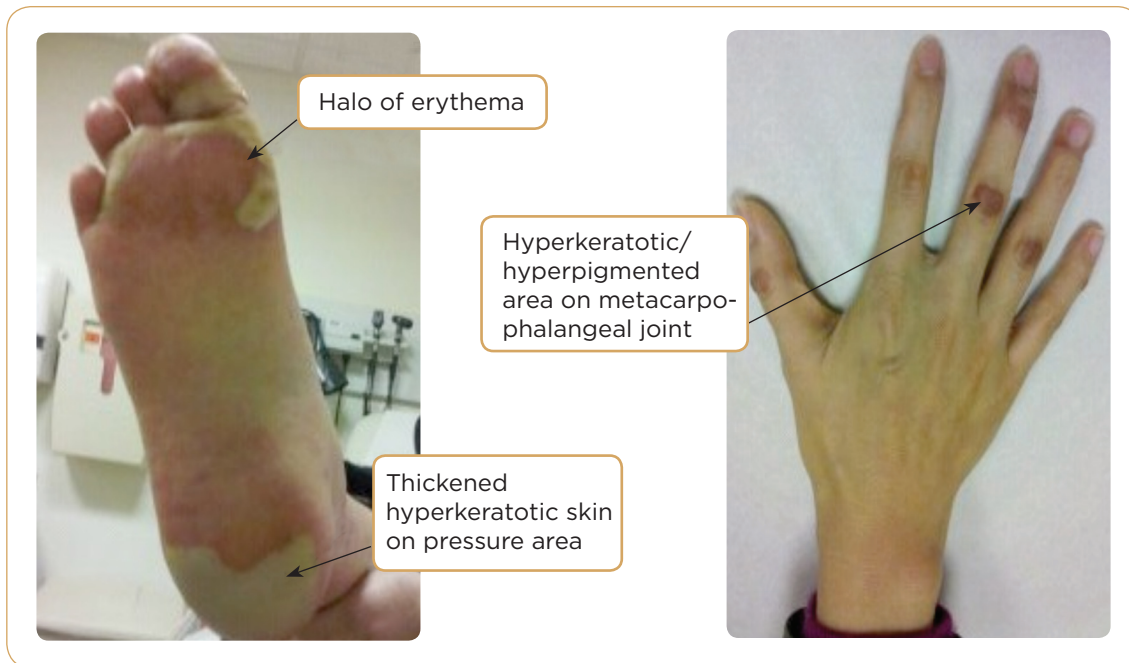 Halo of erythema
Hyperkeratotic/
hyperpigmented
area on metacarpo-
phalangeal joint
Thickened
hyperkeratotic skin
on pressure area